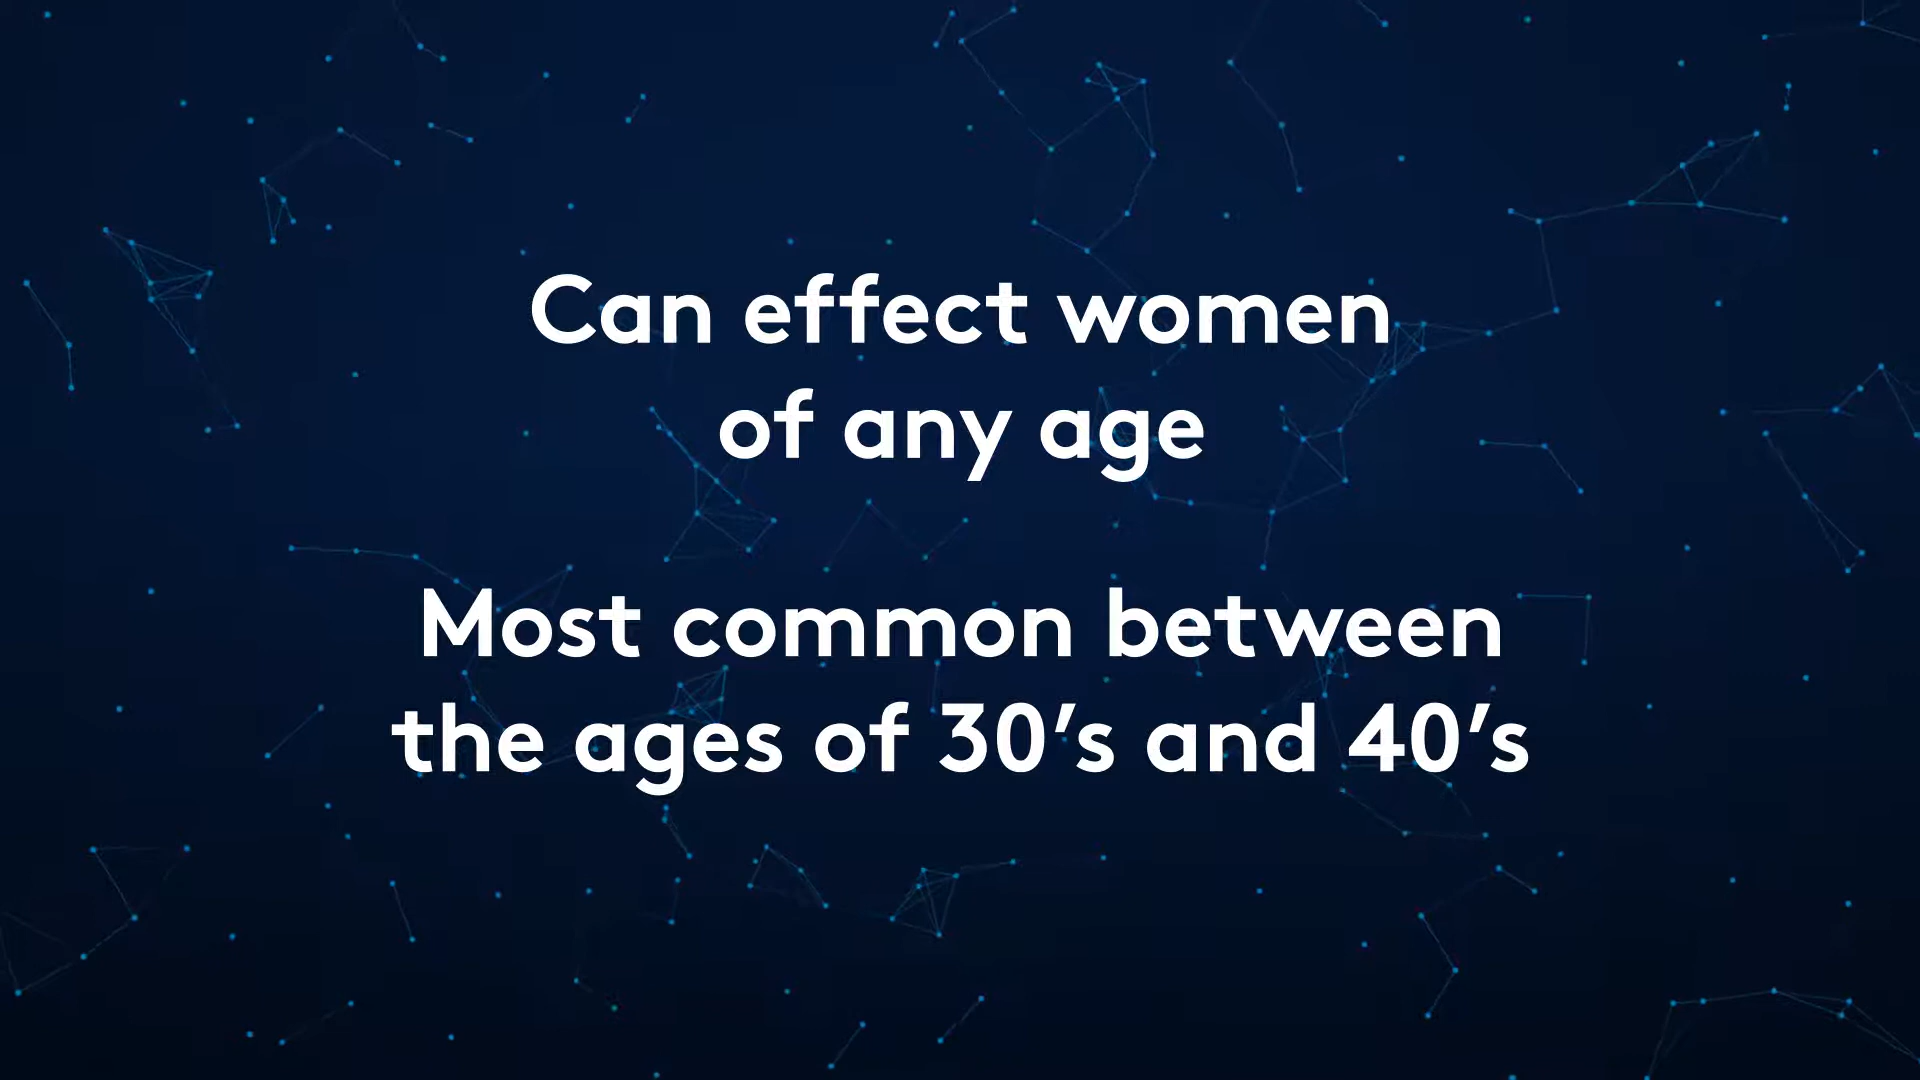 Can effect women
of any age
Most common between
the ages of 30’s and 40’s